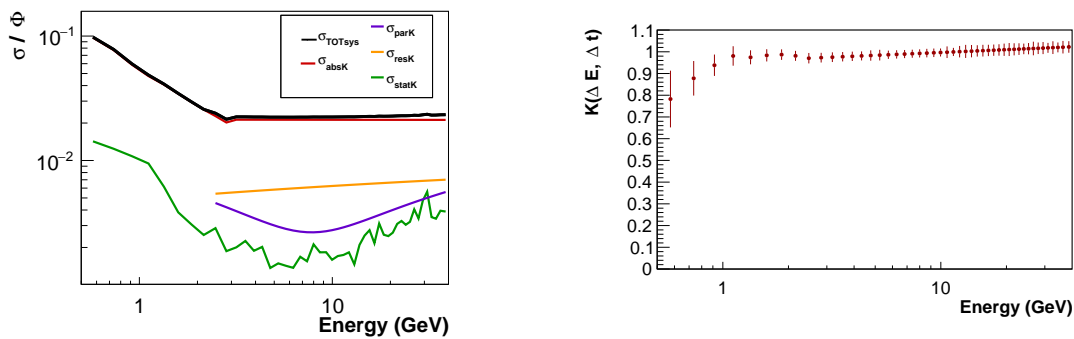 σ / Φ
10⁻¹
10⁻²
σTOTsys
σabsK
σparK
σresK
σstatK
1
10
Energy (GeV)
K(Δ E, Δ t)
1.1
1
0.9
0.8
0.7
0.6
0.5
0.4
0.3
0.2
0.1
0
1
10
Energy (GeV)